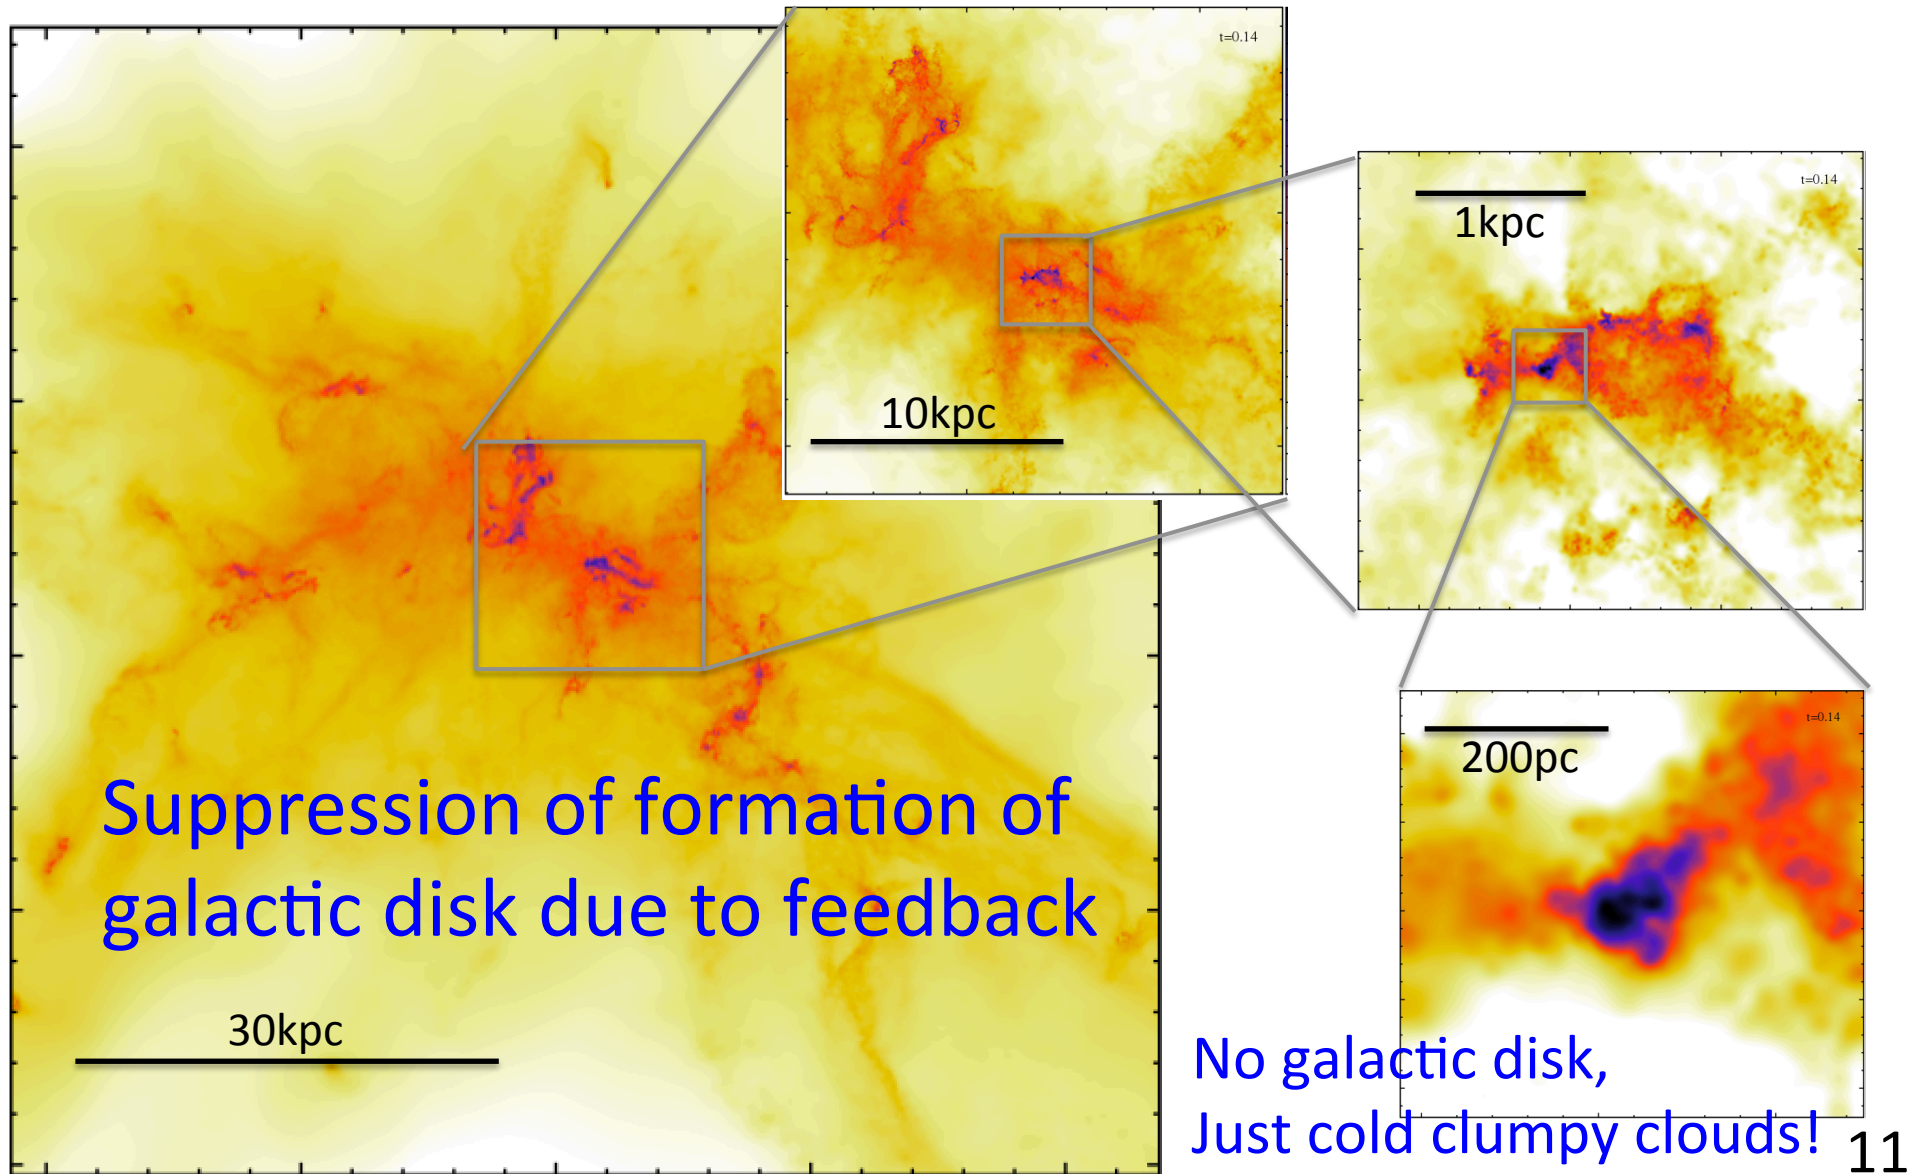 t=0.14
10kpc
t=0.14
1kpc
t=0.14
200pc
Suppression of formation of
galactic disk due to feedback
30kpc
No galactic disk,
Just cold clumpy clouds!
11